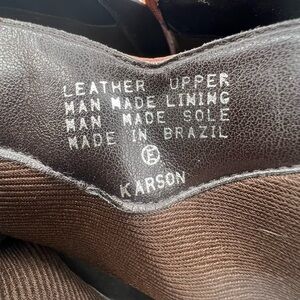 LEATHER UPPER
MAN MADE LINING
MAN MADE SOLE
MADE IN BRAZIL
E
KARSON